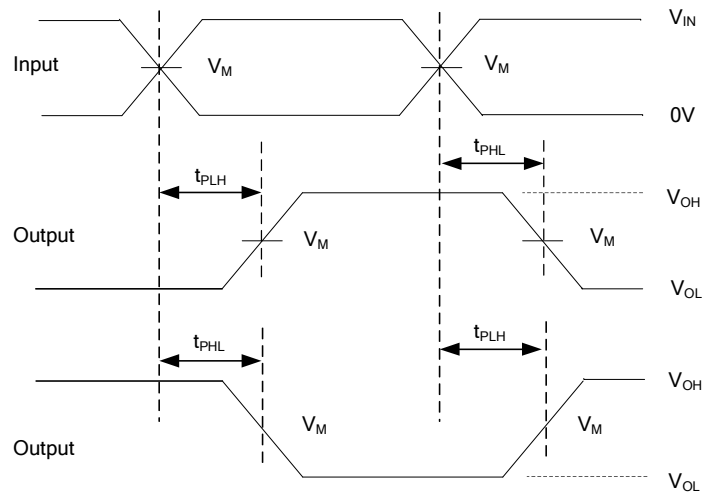 V_IN
Input
V_M
V_M
0V
t_PLH
t_PHL
V_OH
Output
V_M
V_M
V_OL
t_PHL
t_PLH
V_OH
V_M
V_M
Output
V_OL